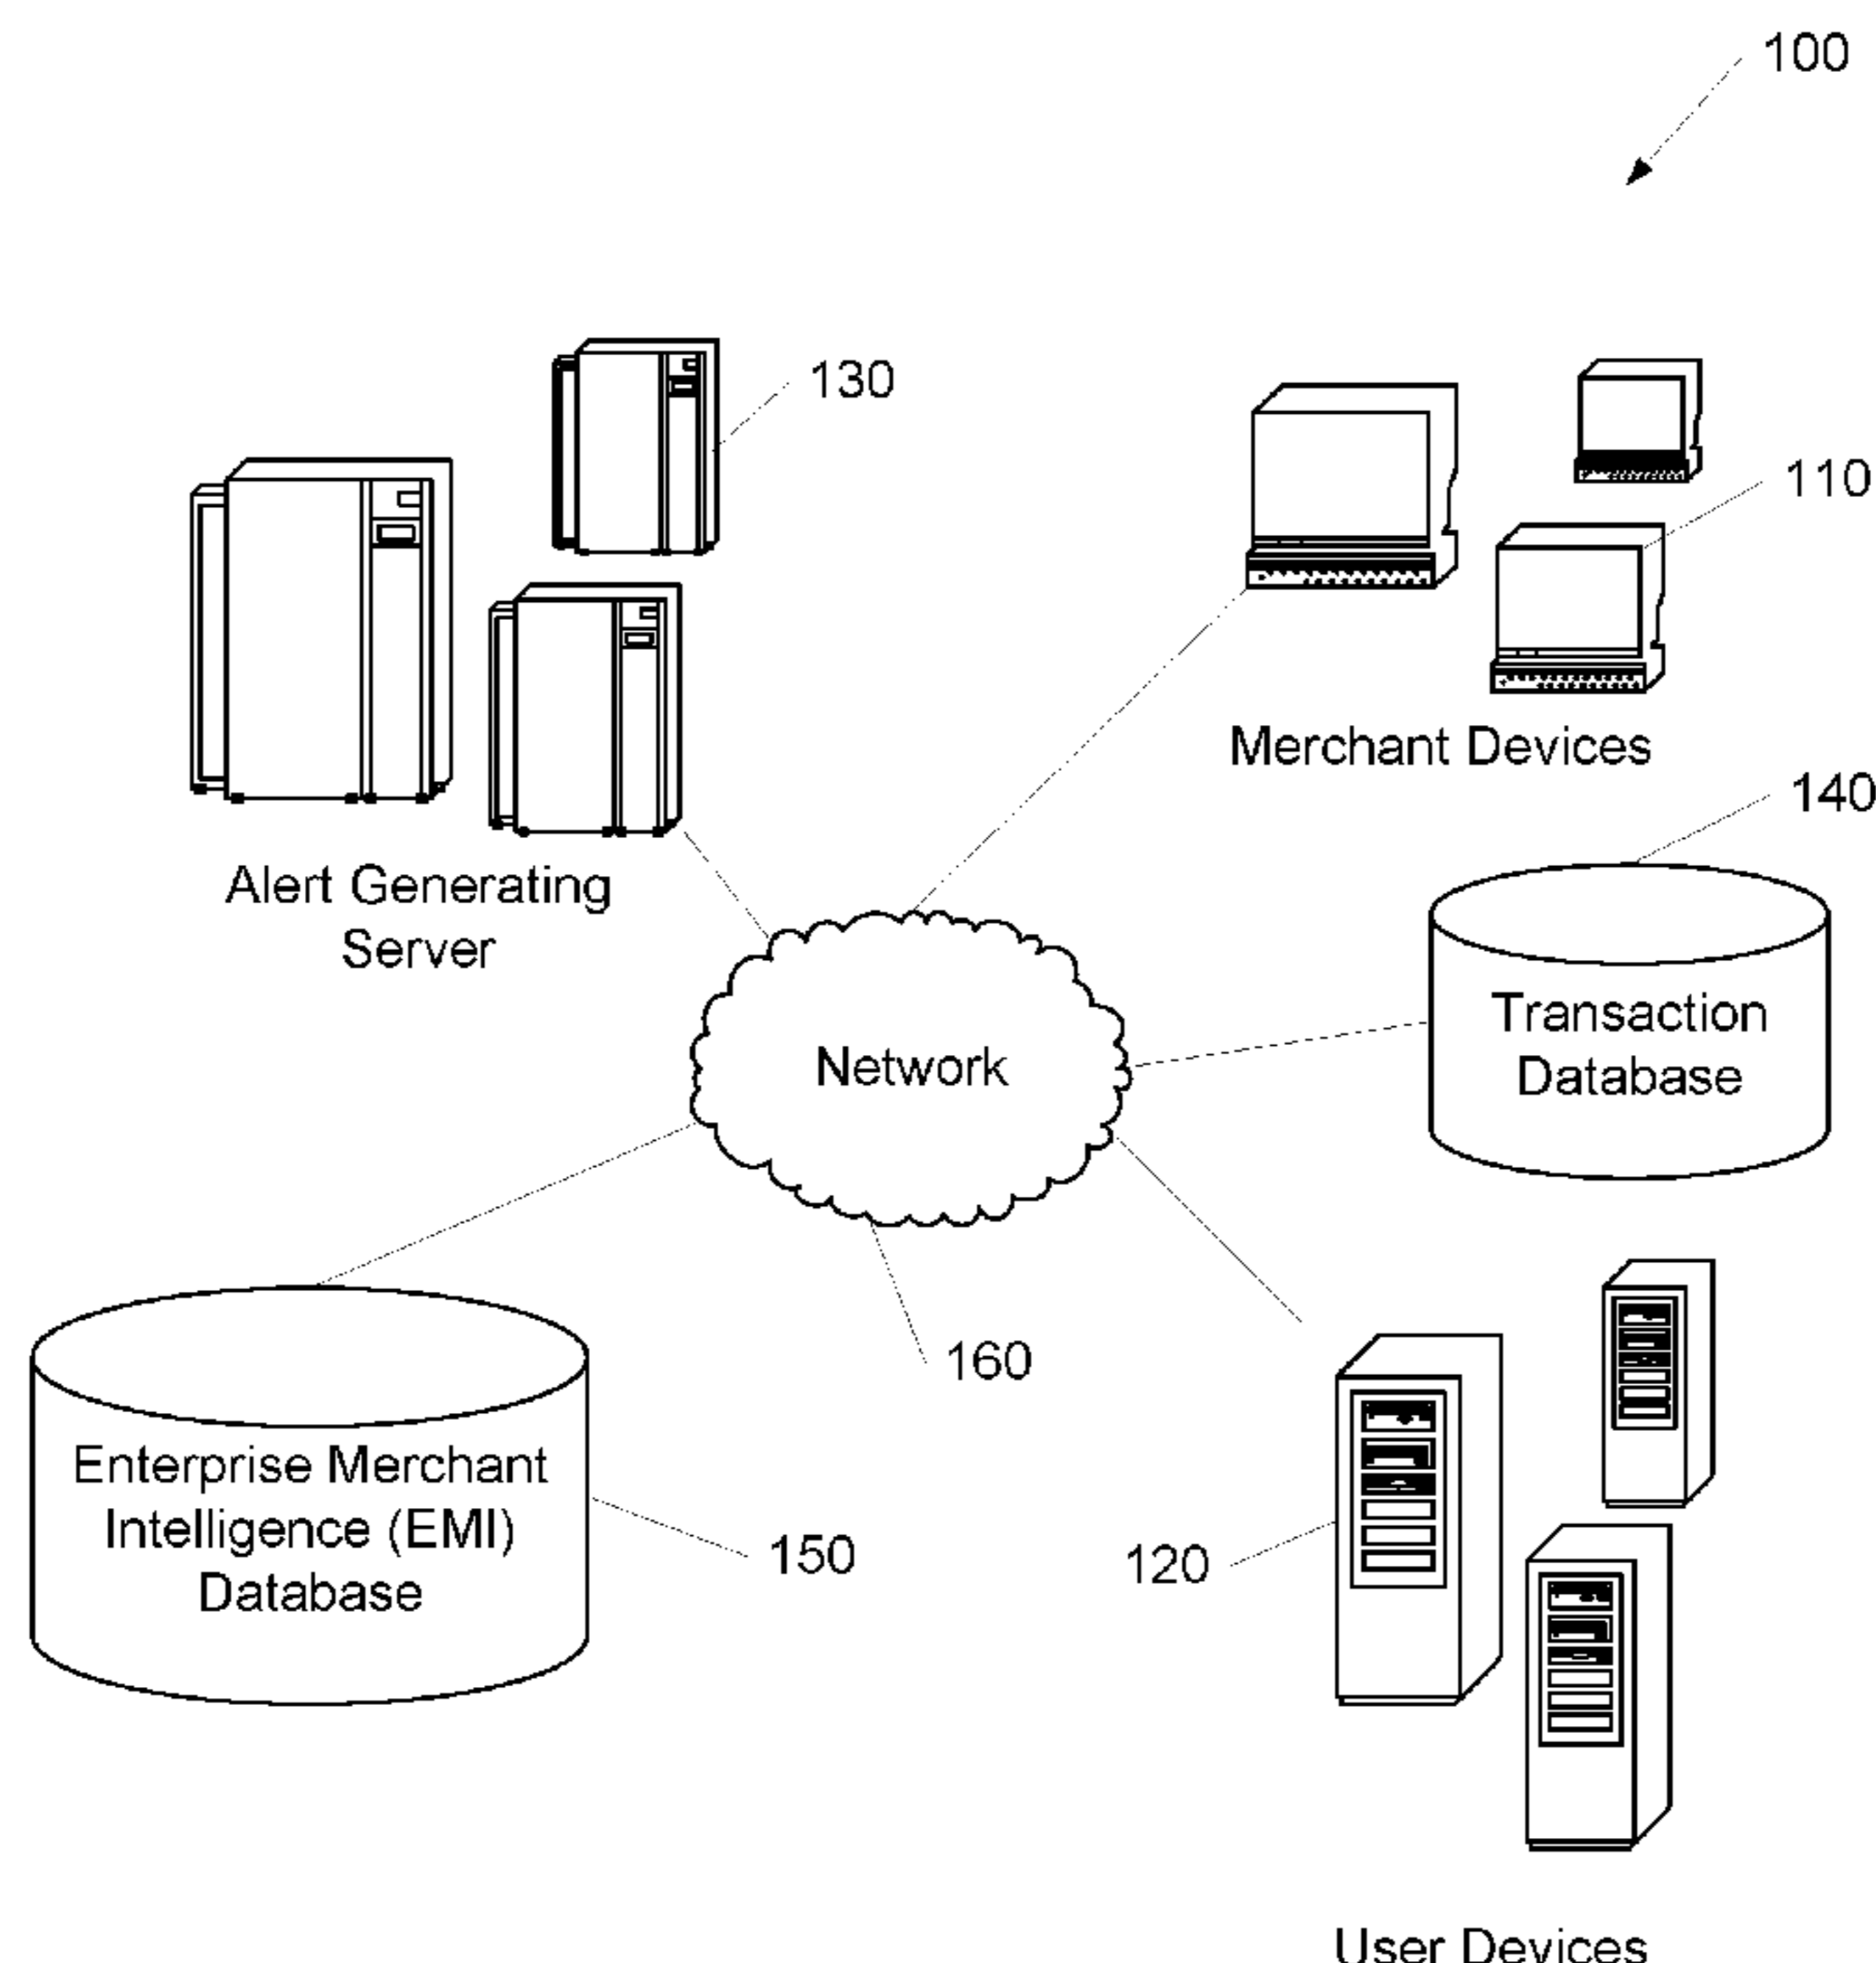 100
130
110
Merchant Devices
140
Alert Generating
Server
Transaction
Database
Network
160
Enterprise Merchant
Intelligence (EMI)
Database
150
120
User Devices